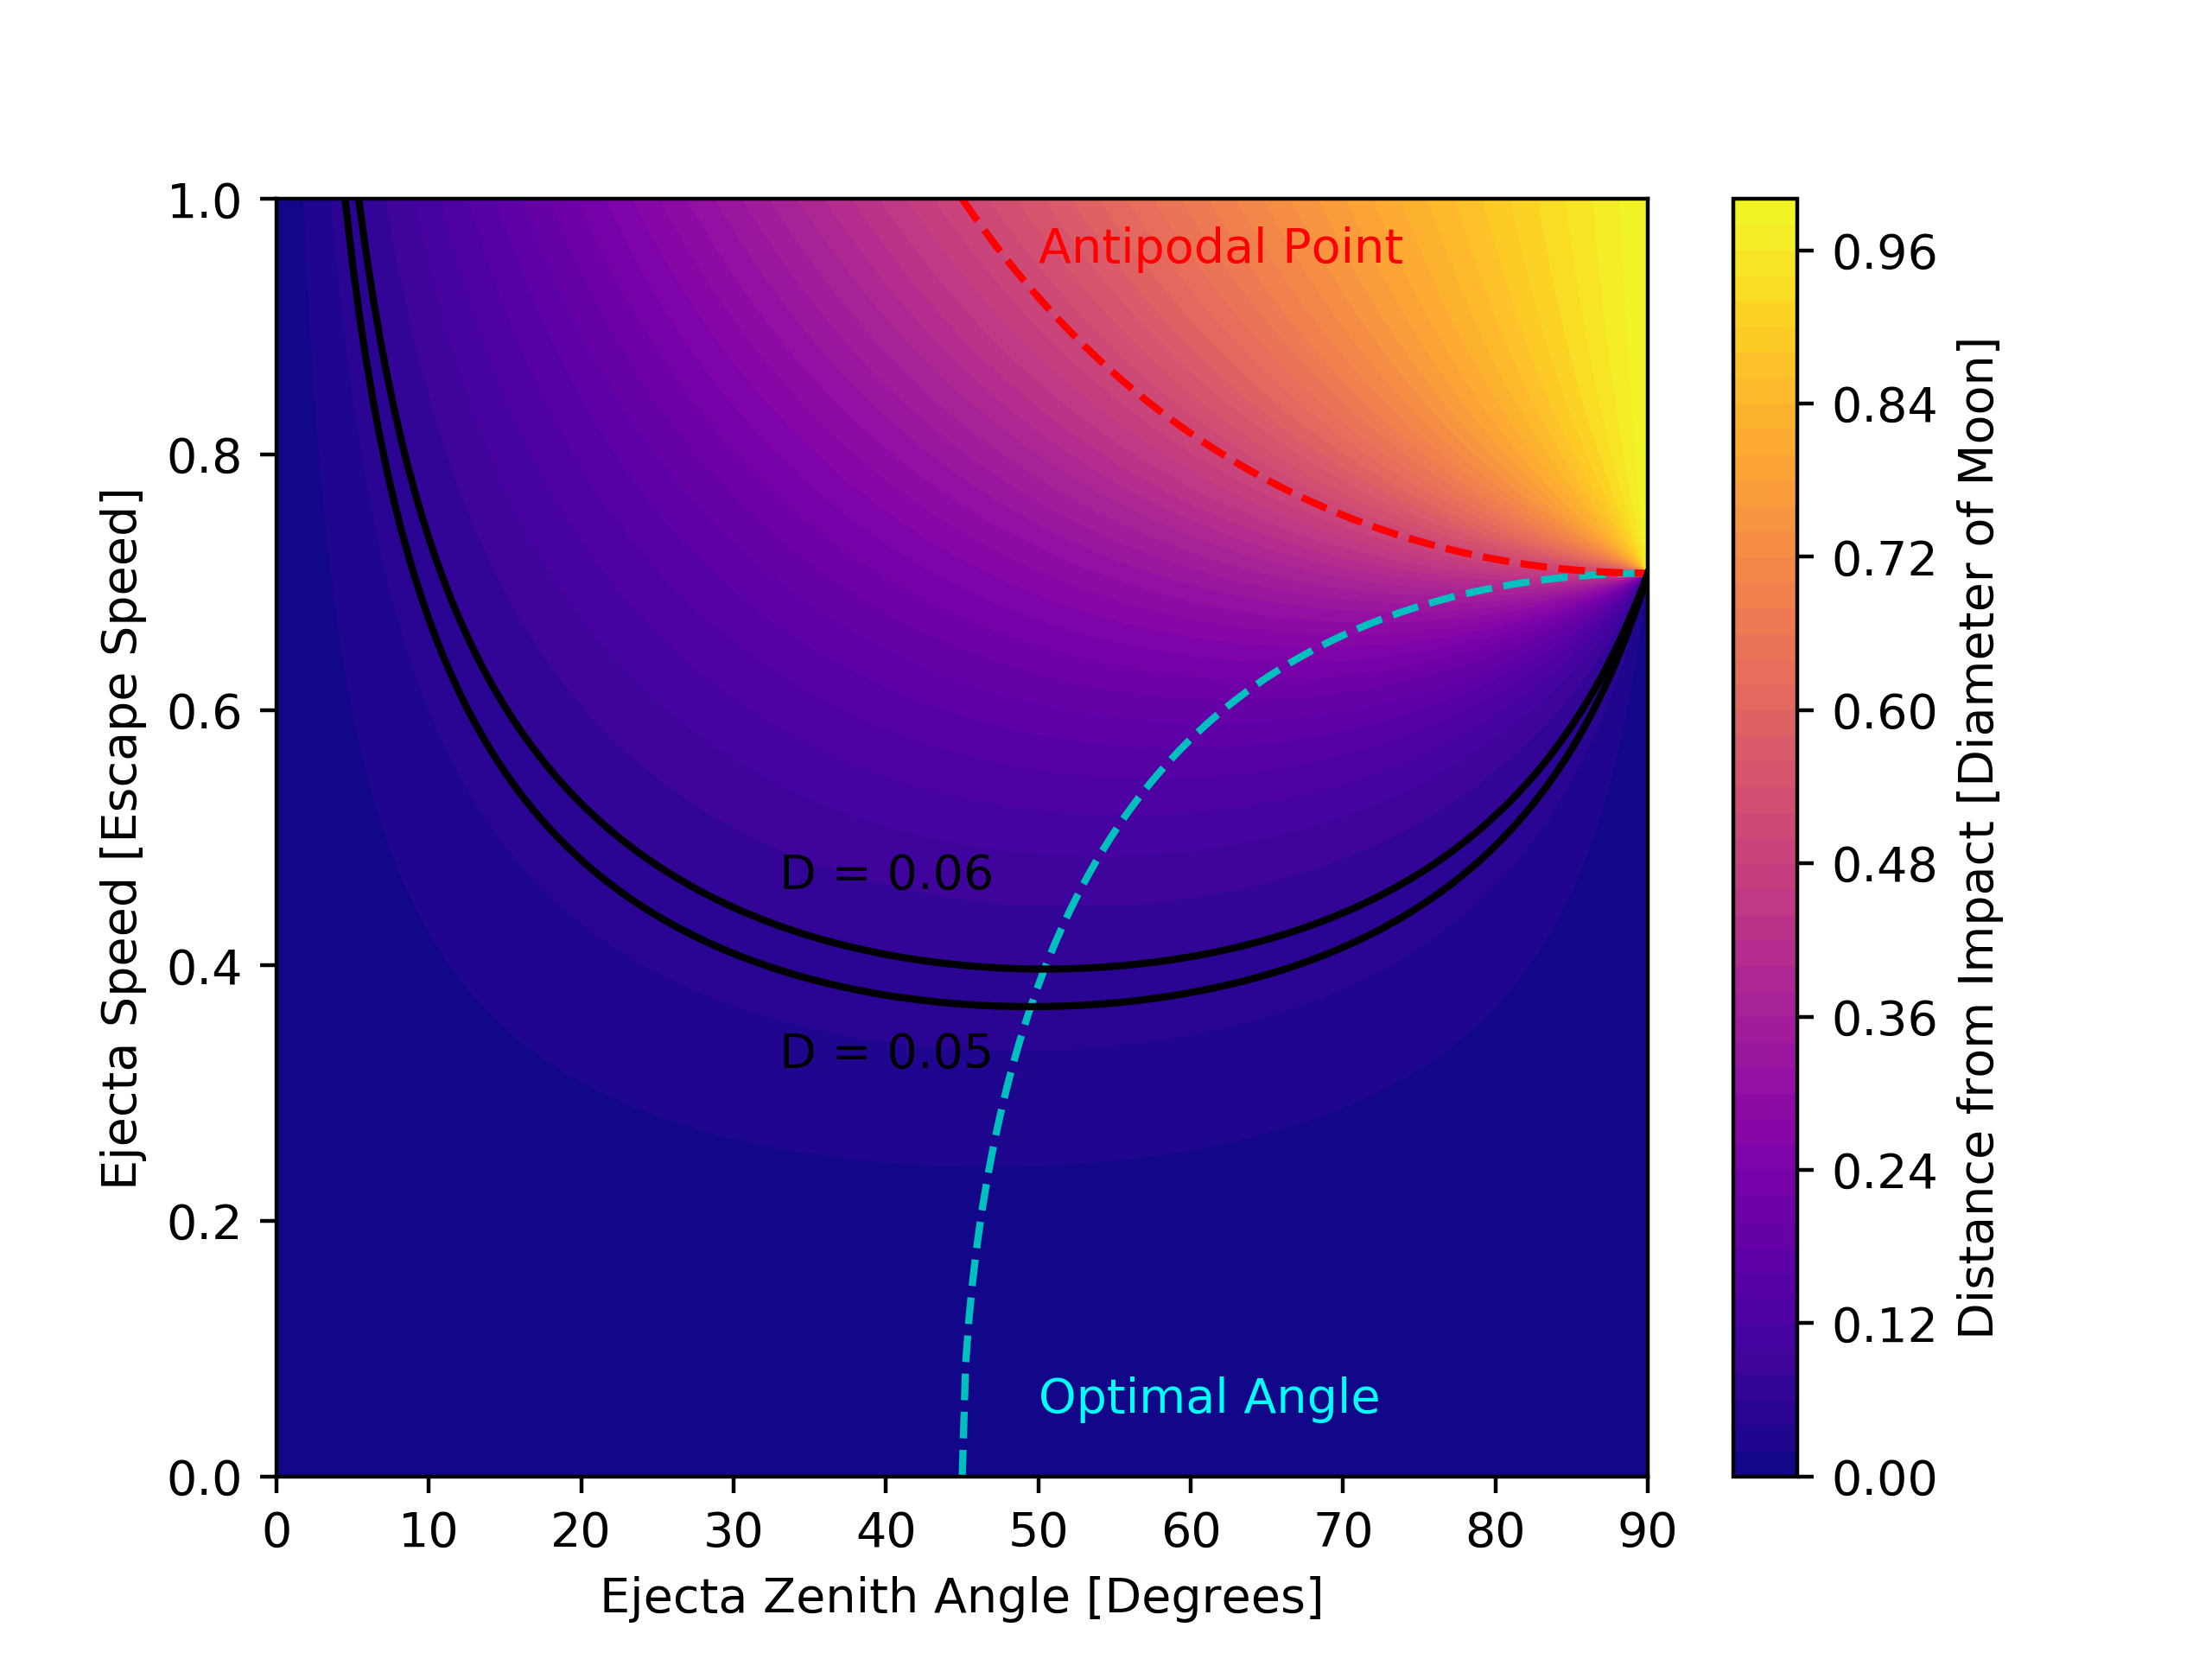 1.0
0.8
0.6
0.4
0.2
0.0
Ejecta Speed [Escape Speed]
Antipodal Point
D = 0.06
D = 0.05
Optimal Angle
0 10 20 30 40 50 60 70 80 90
Ejecta Zenith Angle [Degrees]
0.96
0.84
0.72
0.60
0.48
0.36
0.24
0.12
0.00
Distance from Impact [Diameter of Moon]